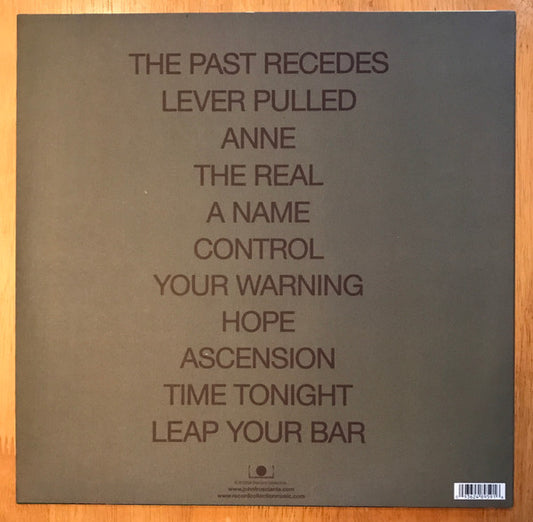 THE PAST RECEDES
LEVER PULLED
ANNE
THE REAL
A NAME
CONTROL
YOUR WARNING
HOPE
ASCENSION
TIME TONIGHT
LEAP YOUR BAR
www.johnfrusciante.com
www.recordcollectionmusic.com